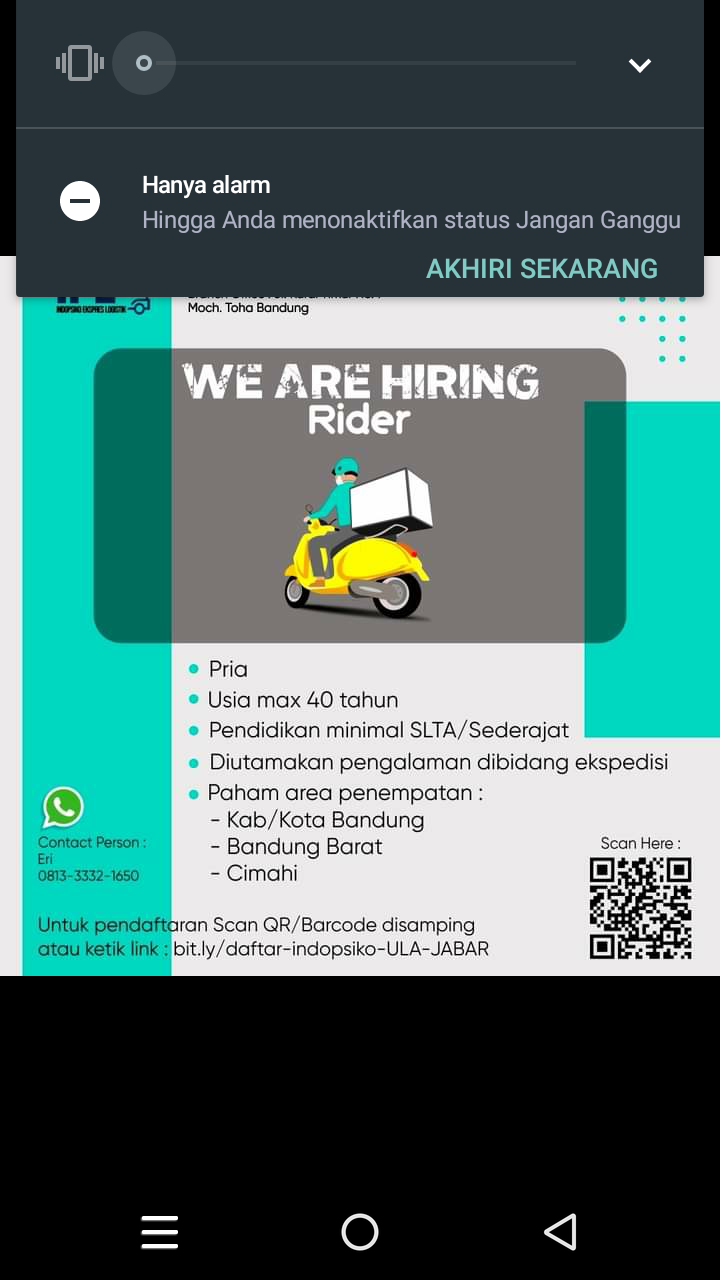 Hanya alarm
Hingga Anda menonaktifkan status Jangan Ganggu
AKHIRI SEKARANG
INDOPSIKO EKSPRES LOGISTIK
Moch. Toha Bandung
WE ARE HIRING
Rider
Pria
Usia max 40 tahun
Pendidikan minimal SLTA/Sederajat
Diutamakan pengalaman dibidang ekspedisi
Paham area penempatan :
- Kab/Kota Bandung
- Bandung Barat
- Cimahi
Contact Person :
Eri
0813-3332-1650
Scan Here :
Untuk pendaftaran Scan QR/Barcode disamping
atau ketik link : bit.ly/daftar-indopsiko-ULA-JABAR